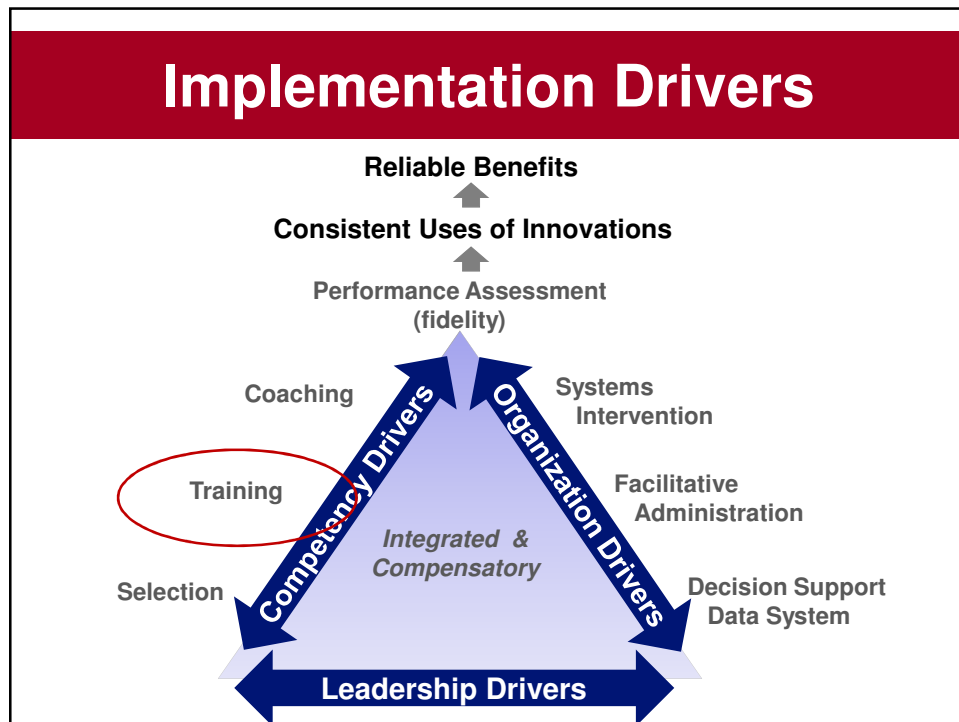 Implementation Drivers
Reliable Benefits
Consistent Uses of Innovations
Performance Assessment
(fidelity)
Coaching
Training
Selection
Competency Drivers
Integrated &
Compensatory
Organization Drivers
Systems
Intervention
Facilitative
Administration
Decision Support
Data System
Leadership Drivers